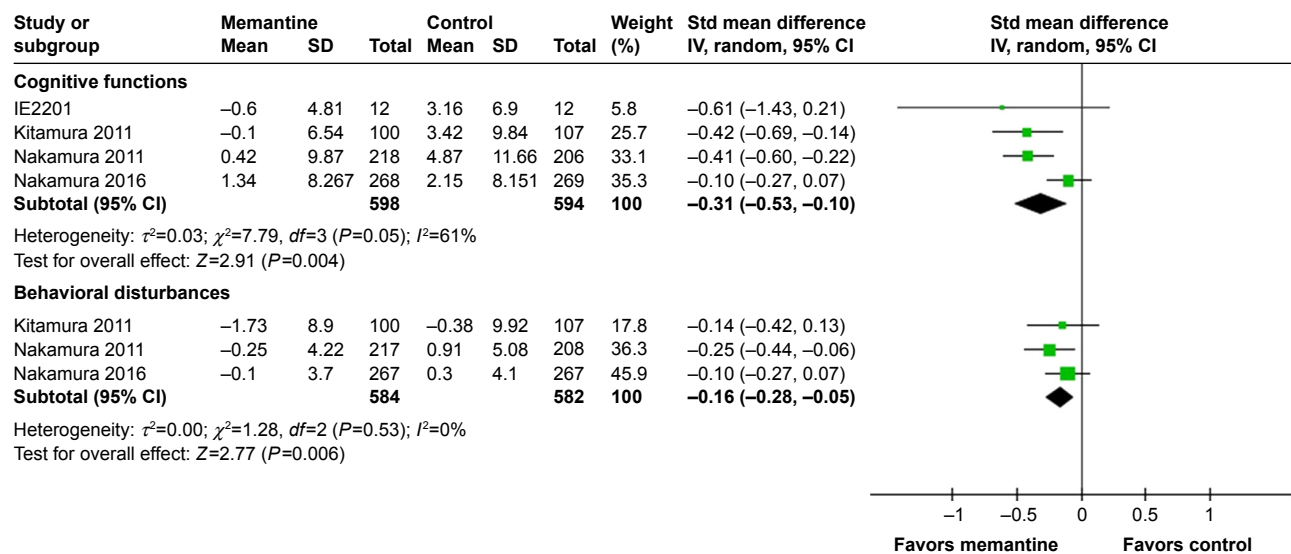 Study or Memantine Control Weight Std mean difference Std mean difference
subgroup Mean SD Total Mean SD Total (%) IV, random, 95% CI IV, random, 95% CI
Cognitive functions
IE2201 –0.6 4.81 12 3.16 6.9 12 5.8 –0.61 (–1.43, 0.21)
Kitamura 2011 –0.1 6.54 100 3.42 9.84 107 25.7 –0.42 (–0.69, –0.14)
Nakamura 2011 0.42 9.87 218 4.87 11.66 206 33.1 –0.41 (–0.60, –0.22)
Nakamura 2016 1.34 8.267 268 2.15 8.151 269 35.3 –0.10 (–0.27, 0.07)
Subtotal (95% CI) 598 594 100 –0.31 (–0.53, –0.10)
Heterogeneity: τ²=0.03; χ²=7.79, df=3 (P=0.05); I²=61%
Test for overall effect: Z=2.91 (P=0.004)
Behavioral disturbances
Kitamura 2011 –1.73 8.9 100 –0.38 9.92 107 17.8 –0.14 (–0.42, 0.13)
Nakamura 2011 –0.25 4.22 217 0.91 5.08 208 36.3 –0.25 (–0.44, –0.06)
Nakamura 2016 –0.1 3.7 267 0.3 4.1 267 45.9 –0.10 (–0.27, 0.07)
Subtotal (95% CI) 584 582 100 –0.16 (–0.28, –0.05)
Heterogeneity: τ²=0.00; χ²=1.28, df=2 (P=0.53); I²=0%
Test for overall effect: Z=2.77 (P=0.006)
–1 –0.5 0 0.5 1
Favors memantine Favors control